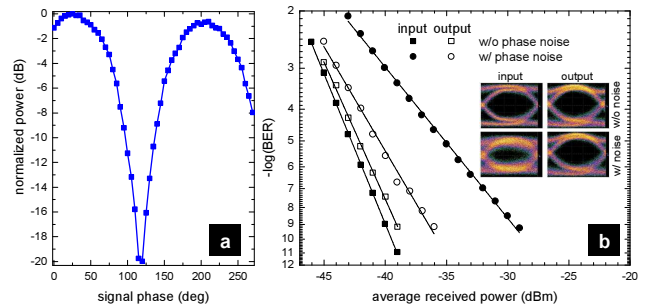 normalized power (dB)
0
-2
-4
-6
-8
-10
-12
-14
-16
-18
-20
0 50 100 150 200 250
signal phase (deg)
a
-log(BER)
2
3
4
5
6
7
8
9
10
11
12
-45 -40 -35 -30 -25 -20
average received power (dBm)
input output
w/o phase noise
w/ phase noise
input output
w/o noise
w/ noise
b